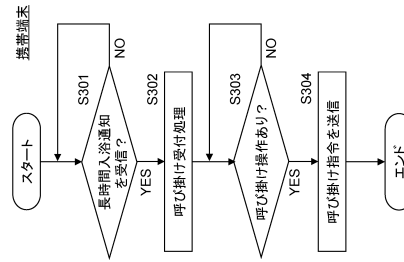 携帯端末
スタート
S301
長時間入浴通知
を受信？
NO
YES
S302
呼び掛け受付処理
S303
呼び掛け操作あり？
NO
YES
S304
呼び掛け指令を送信
エンド